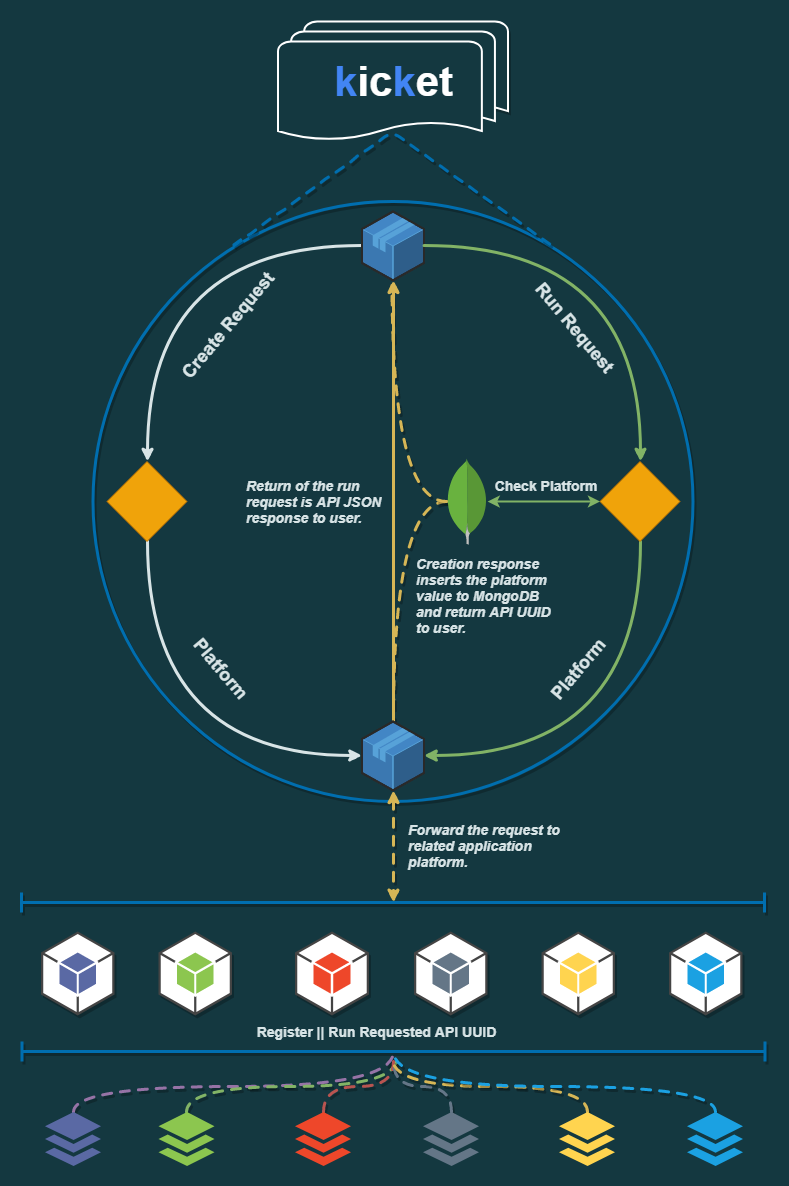 kicket
Create Request
Run Request
Return of the run
request is API JSON
response to user.
Check Platform
Creation response
inserts the platform
value to MongoDB
and return API UUID
to user.
Platform
Platform
Forward the request to
related application
platform.
Register || Run Requested API UUID